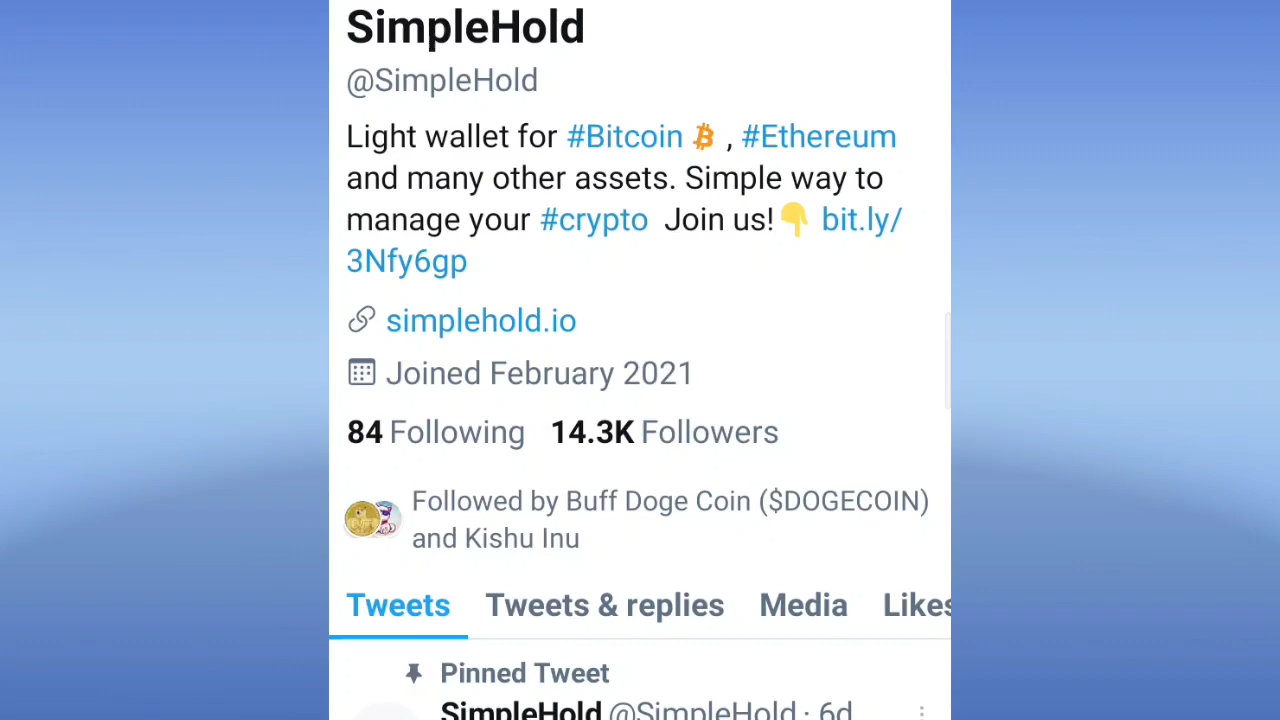 SimpleHold
@SimpleHold
Light wallet for #Bitcoin , #Ethereum
and many other assets. Simple way to
manage your #crypto Join us!👇 bit.ly/
3Nfy6gp
simplehold.io
Joined February 2021
84 Following 14.3K Followers
Followed by Buff Doge Coin ($DOGECOIN)
and Kishu Inu
Tweets Tweets & replies Media Likes
Pinned Tweet
SimpleHold @SimpleHold · 6d